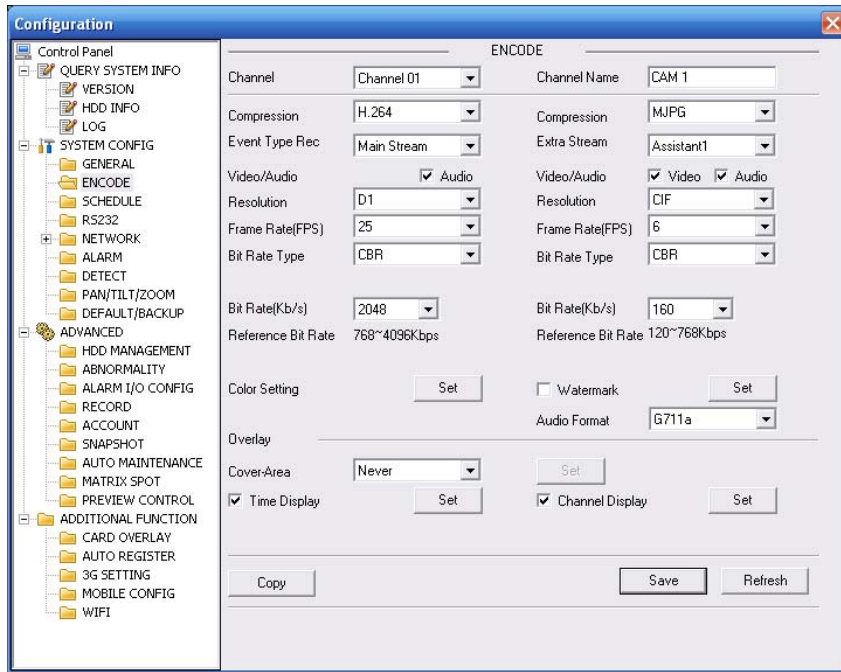 Configuration
Control Panel
QUERY SYSTEM INFO
VERSION
HDD INFO
LOG
SYSTEM CONFIG
GENERAL
ENCODE
SCHEDULE
RS232
NETWORK
ALARM
DETECT
PAN/TILT/ZOOM
DEFAULT/BACKUP
ADVANCED
HDD MANAGEMENT
ABNORMALITY
ALARM I/O CONFIG
RECORD
ACCOUNT
SNAPSHOT
AUTO MAINTENANCE
MATRIX SPOT
PREVIEW CONTROL
ADDITIONAL FUNCTION
CARD OVERLAY
AUTO REGISTER
3G SETTING
MOBILE CONFIG
WIFI
ENCODE
Channel Channel 01 Channel Name CAM 1
Compression H.264 Compression MJPG
Event Type Rec Main Stream Extra Stream Assistant1
Video/Audio Audio Video/Audio Video Audio
Resolution D1 Resolution CIF
Frame Rate(FPS) 25 Frame Rate(FPS) 6
Bit Rate Type CBR Bit Rate Type CBR
Bit Rate(Kb/s) 2048 Bit Rate(Kb/s) 160
Reference Bit Rate 768~4096Kbps Reference Bit Rate 120~768Kbps
Color Setting Set Watermark Set
Audio Format G711a
Overlay
Cover-Area Never Set
Time Display Set Channel Display Set
Copy Save Refresh